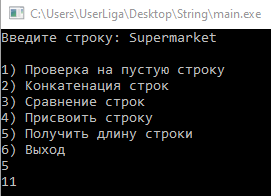 C:\Users\UserLiga\Desktop\String\main.exe
Введите строку: Supermarket
1) Проверка на пустую строку
2) Конкатенация строк
3) Сравнение строк
4) Присвоить строку
5) Получить длину строки
6) Выход
5
11